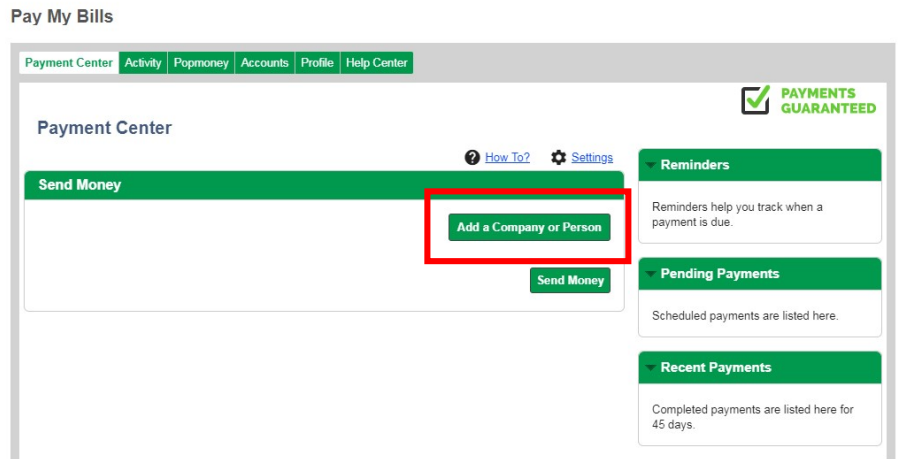 Pay My Bills
Payment Center Activity Popmoney Accounts Profile Help Center
PAYMENTS
GUARANTEED
Payment Center
How To? Settings
Send Money
Add a Company or Person
Send Money
Reminders
Reminders help you track when a
payment is due.
Pending Payments
Scheduled payments are listed here.
Recent Payments
Completed payments are listed here for
45 days.